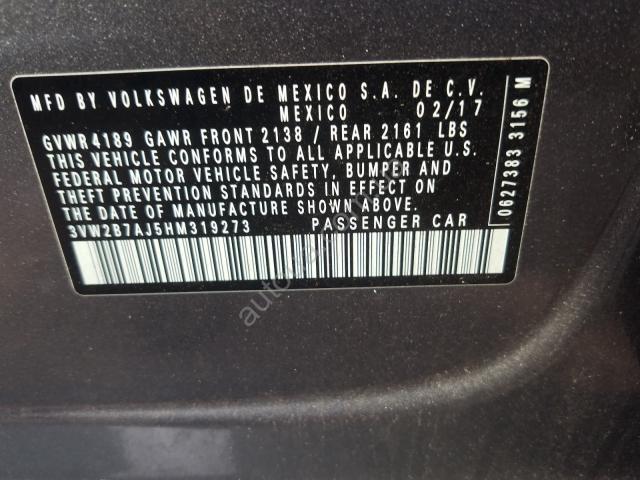 MFD BY VOLKSWAGEN DE MEXICO S.A. DE C.V.
MEXICO 02/17
GVWR4189 GAWR FRONT 2138 / REAR 2161 LBS
THIS VEHICLE CONFORMS TO ALL APPLICABLE U.S.
FEDERAL MOTOR VEHICLE SAFETY, BUMPER AND
THEFT PREVENTION STANDARDS IN EFFECT ON
THE DATE OF MANUFACTURE SHOWN ABOVE.
3VW2B7AJ5HM319273 PASSENGER CAR
0627383 3156 M